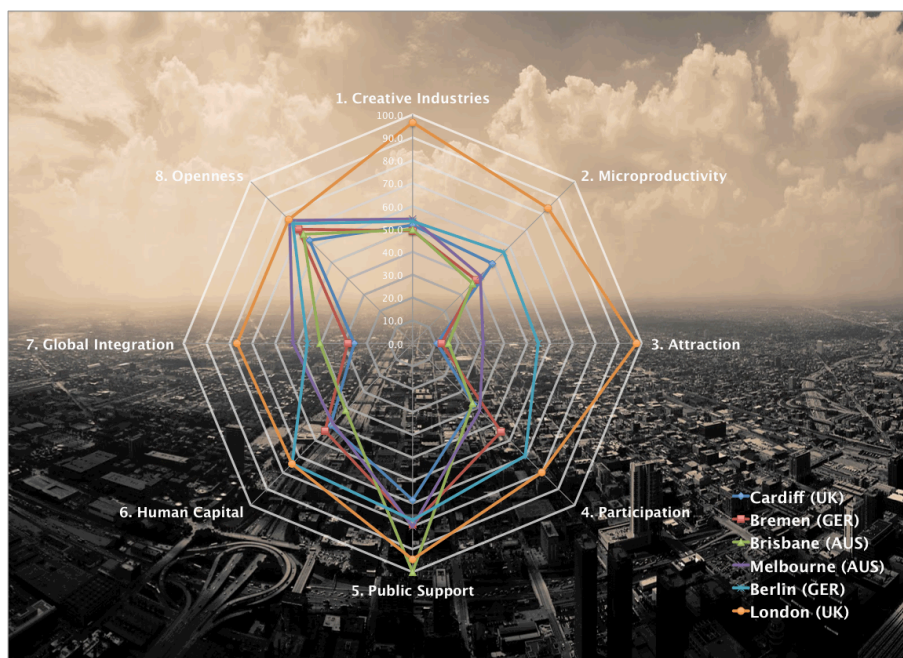 1. Creative Industries
100.0
90.0
80.0
70.0
60.0
50.0
40.0
30.0
20.0
10.0
0.0
2. Microproductivity
3. Attraction
4. Participation
5. Public Support
6. Human Capital
7. Global Integration
8. Openness
Cardiff (UK)
Bremen (GER)
Brisbane (AUS)
Melbourne (AUS)
Berlin (GER)
London (UK)